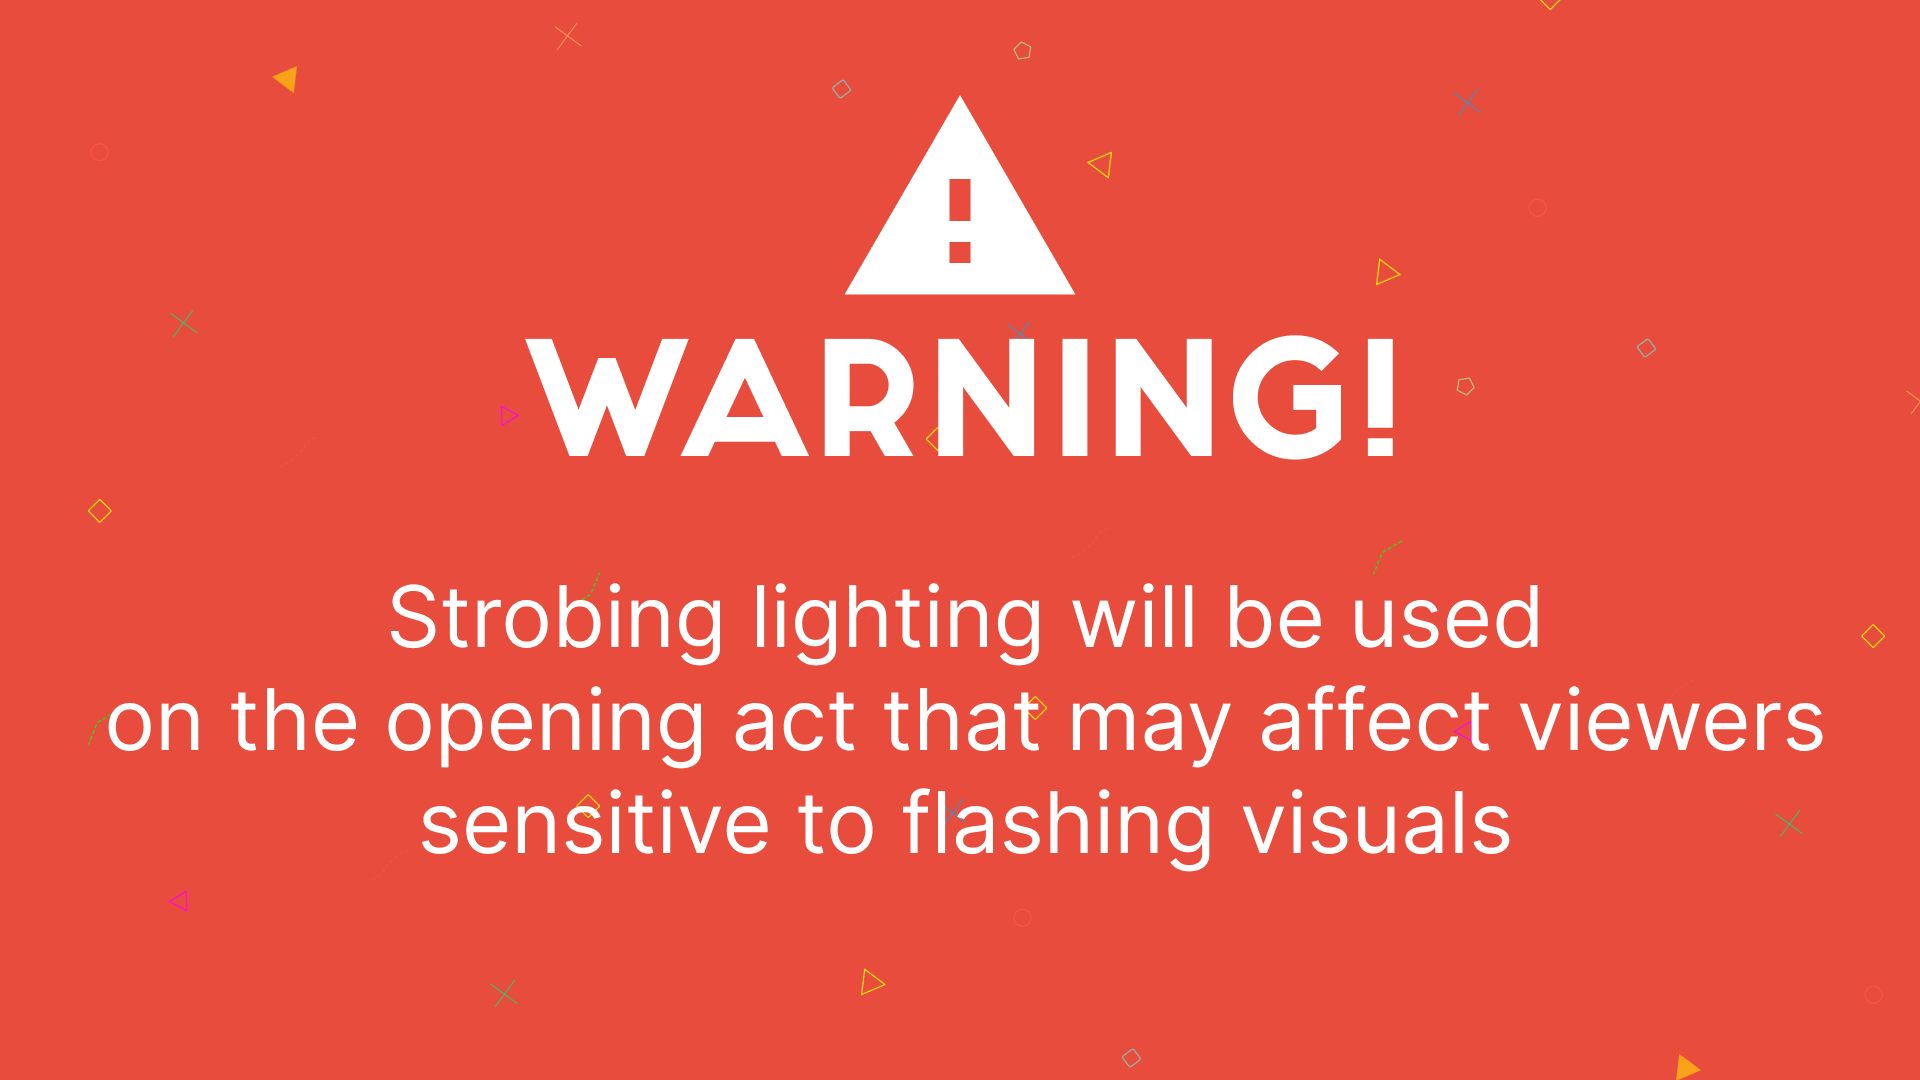 WARNING!
Strobing lighting will be used
on the opening act that may affect viewers
sensitive to flashing visuals